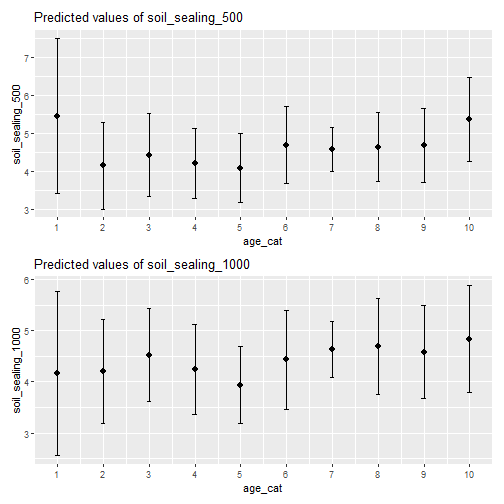 Predicted values of soil_sealing_500
7
6
5
4
3
soil_sealing_500
1 2 3 4 5 6 7 8 9 10
age_cat
Predicted values of soil_sealing_1000
6
5
4
3
soil_sealing_1000
1 2 3 4 5 6 7 8 9 10
age_cat